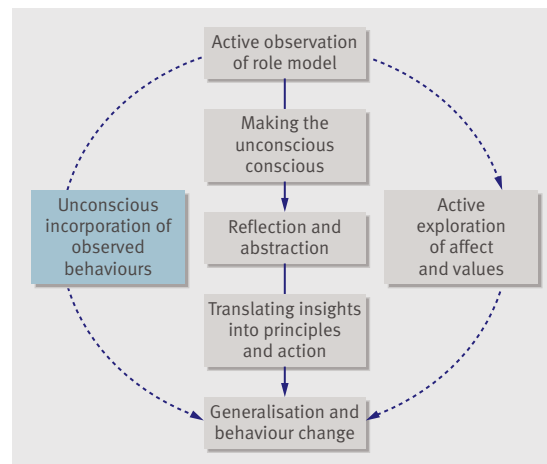 Active observation
of role model
Making the
unconscious
conscious
Unconscious
incorporation of
observed
behaviours
Reflection and
abstraction
Active
exploration
of affect
and values
Translating insights
into principles
and action
Generalisation and
behaviour change